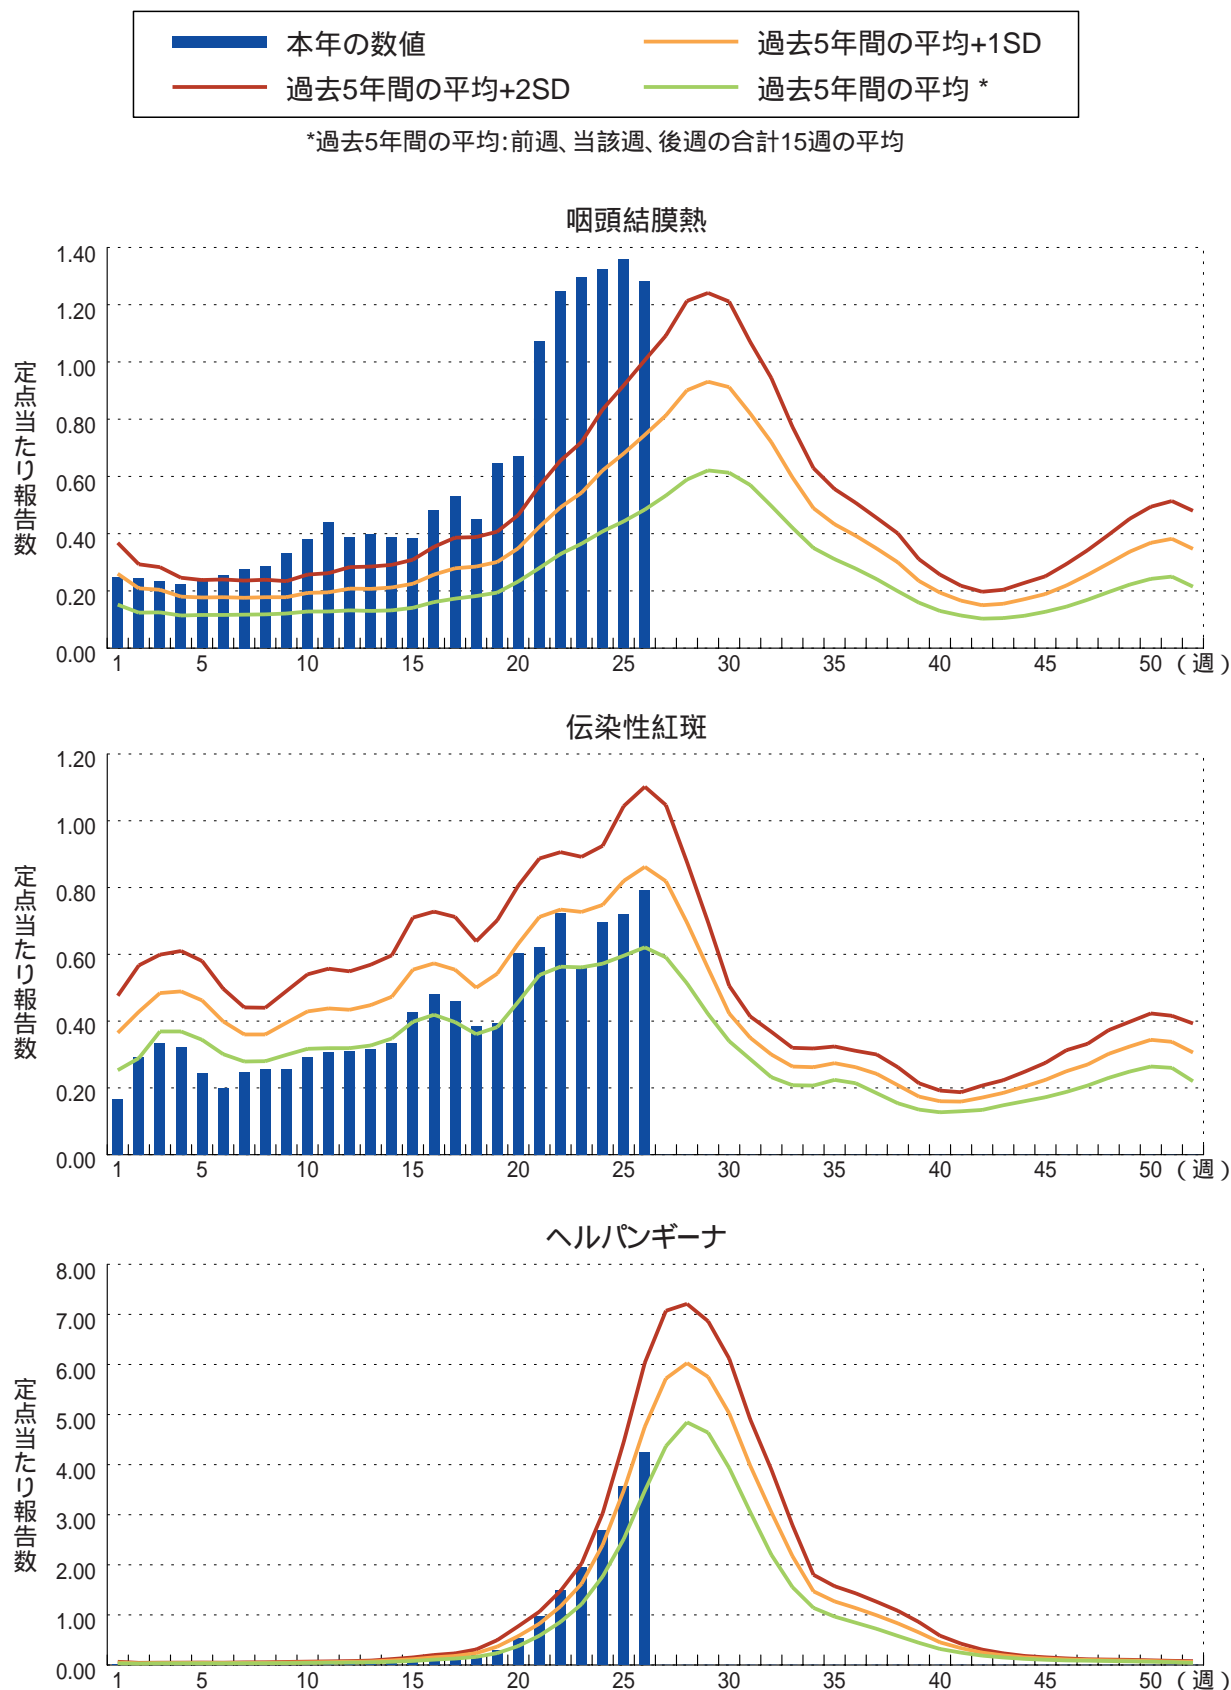 本年の数値
過去5年間の平均+1SD
過去5年間の平均+2SD
過去5年間の平均 *
*過去5年間の平均:前週、当該週、後週の合計15週の平均
咽頭結膜熱
定点当たり報告数
1.40
1.20
1.00
0.80
0.60
0.40
0.20
0.00
1 5 10 15 20 25 30 35 40 45 50 (週)
伝染性紅斑
定点当たり報告数
1.20
1.00
0.80
0.60
0.40
0.20
0.00
1 5 10 15 20 25 30 35 40 45 50 (週)
ヘルパンギーナ
定点当たり報告数
8.00
7.00
6.00
5.00
4.00
3.00
2.00
1.00
0.00
1 5 10 15 20 25 30 35 40 45 50 (週)